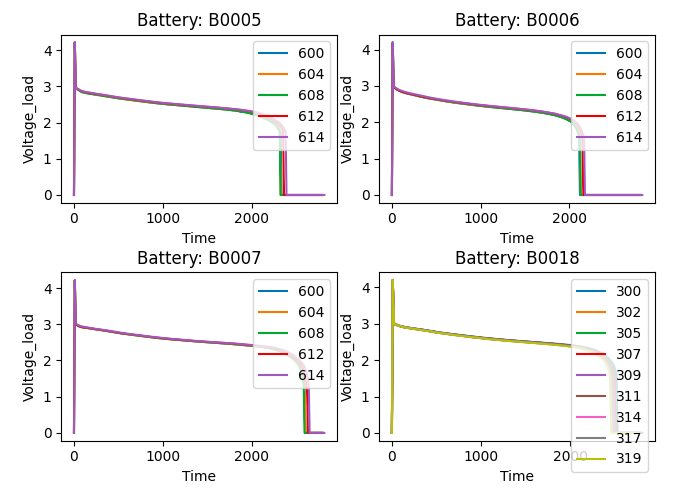 Battery: B0005
Voltage_load
4
3
2
1
0
0 1000 2000
Time
600
604
608
612
614
Battery: B0006
Voltage_load
4
3
2
1
0
0 1000 2000
Time
600
604
608
612
614
Battery: B0007
Voltage_load
4
3
2
1
0
0 1000 2000
Time
600
604
608
612
614
Battery: B0018
Voltage_load
4
3
2
1
0
0 1000 2000
Time
300
302
305
307
309
311
314
317
319